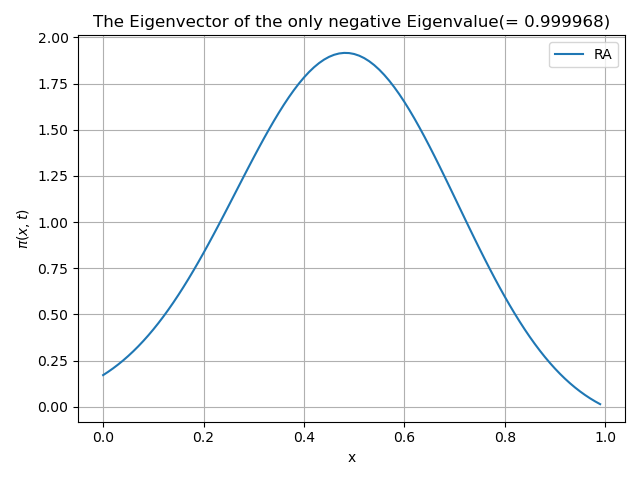 The Eigenvector of the only negative Eigenvalue(= 0.999968)
RA
2.00
1.75
1.50
1.25
1.00
0.75
0.50
0.25
0.00
π(x, t)
0.0 0.2 0.4 0.6 0.8 1.0
x